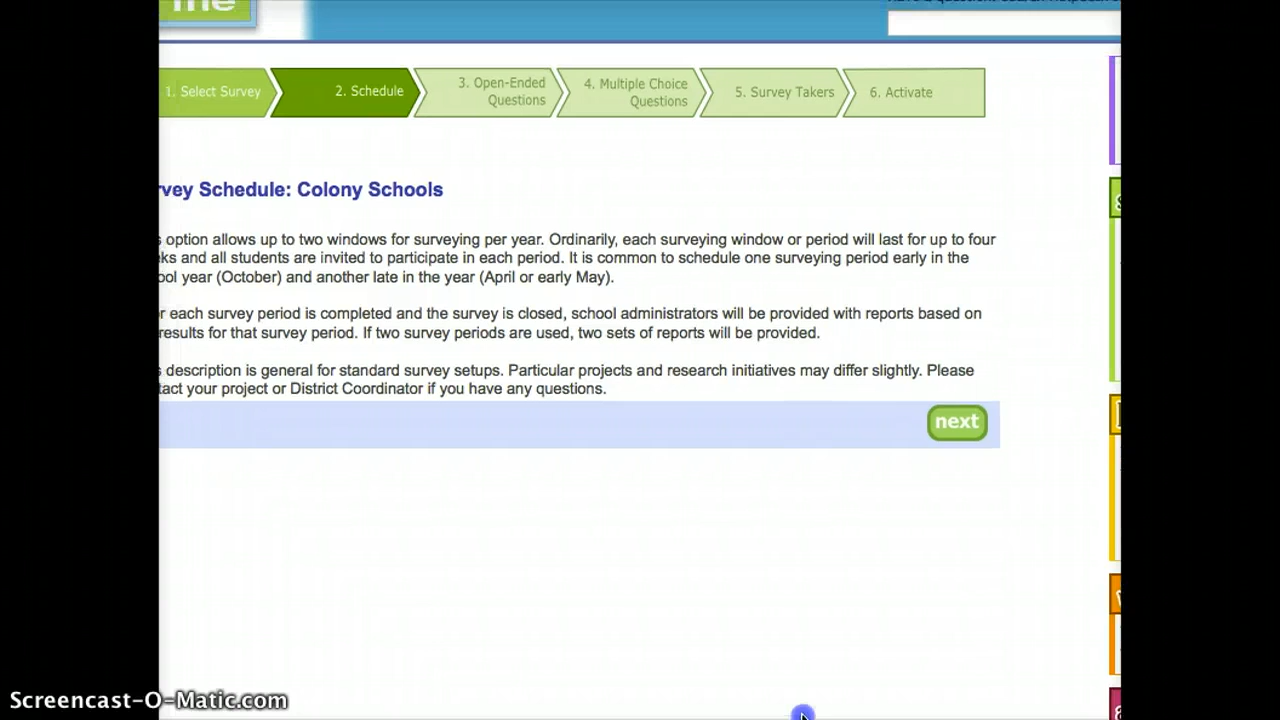 me
1. Select Survey
2. Schedule
3. Open-Ended
Questions
4. Multiple Choice
Questions
5. Survey Takers
6. Activate
rvey Schedule: Colony Schools
s option allows up to two windows for surveying per year. Ordinarily, each surveying window or period will last for up to four
ks and all students are invited to participate in each period. It is common to schedule one surveying period early in the
ool year (October) and another late in the year (April or early May).
r each survey period is completed and the survey is closed, school administrators will be provided with reports based on
results for that survey period. If two survey periods are used, two sets of reports will be provided.
s description is general for standard survey setups. Particular projects and research initiatives may differ slightly. Please
tact your project or District Coordinator if you have any questions.
next
Screencast-O-Matic.com